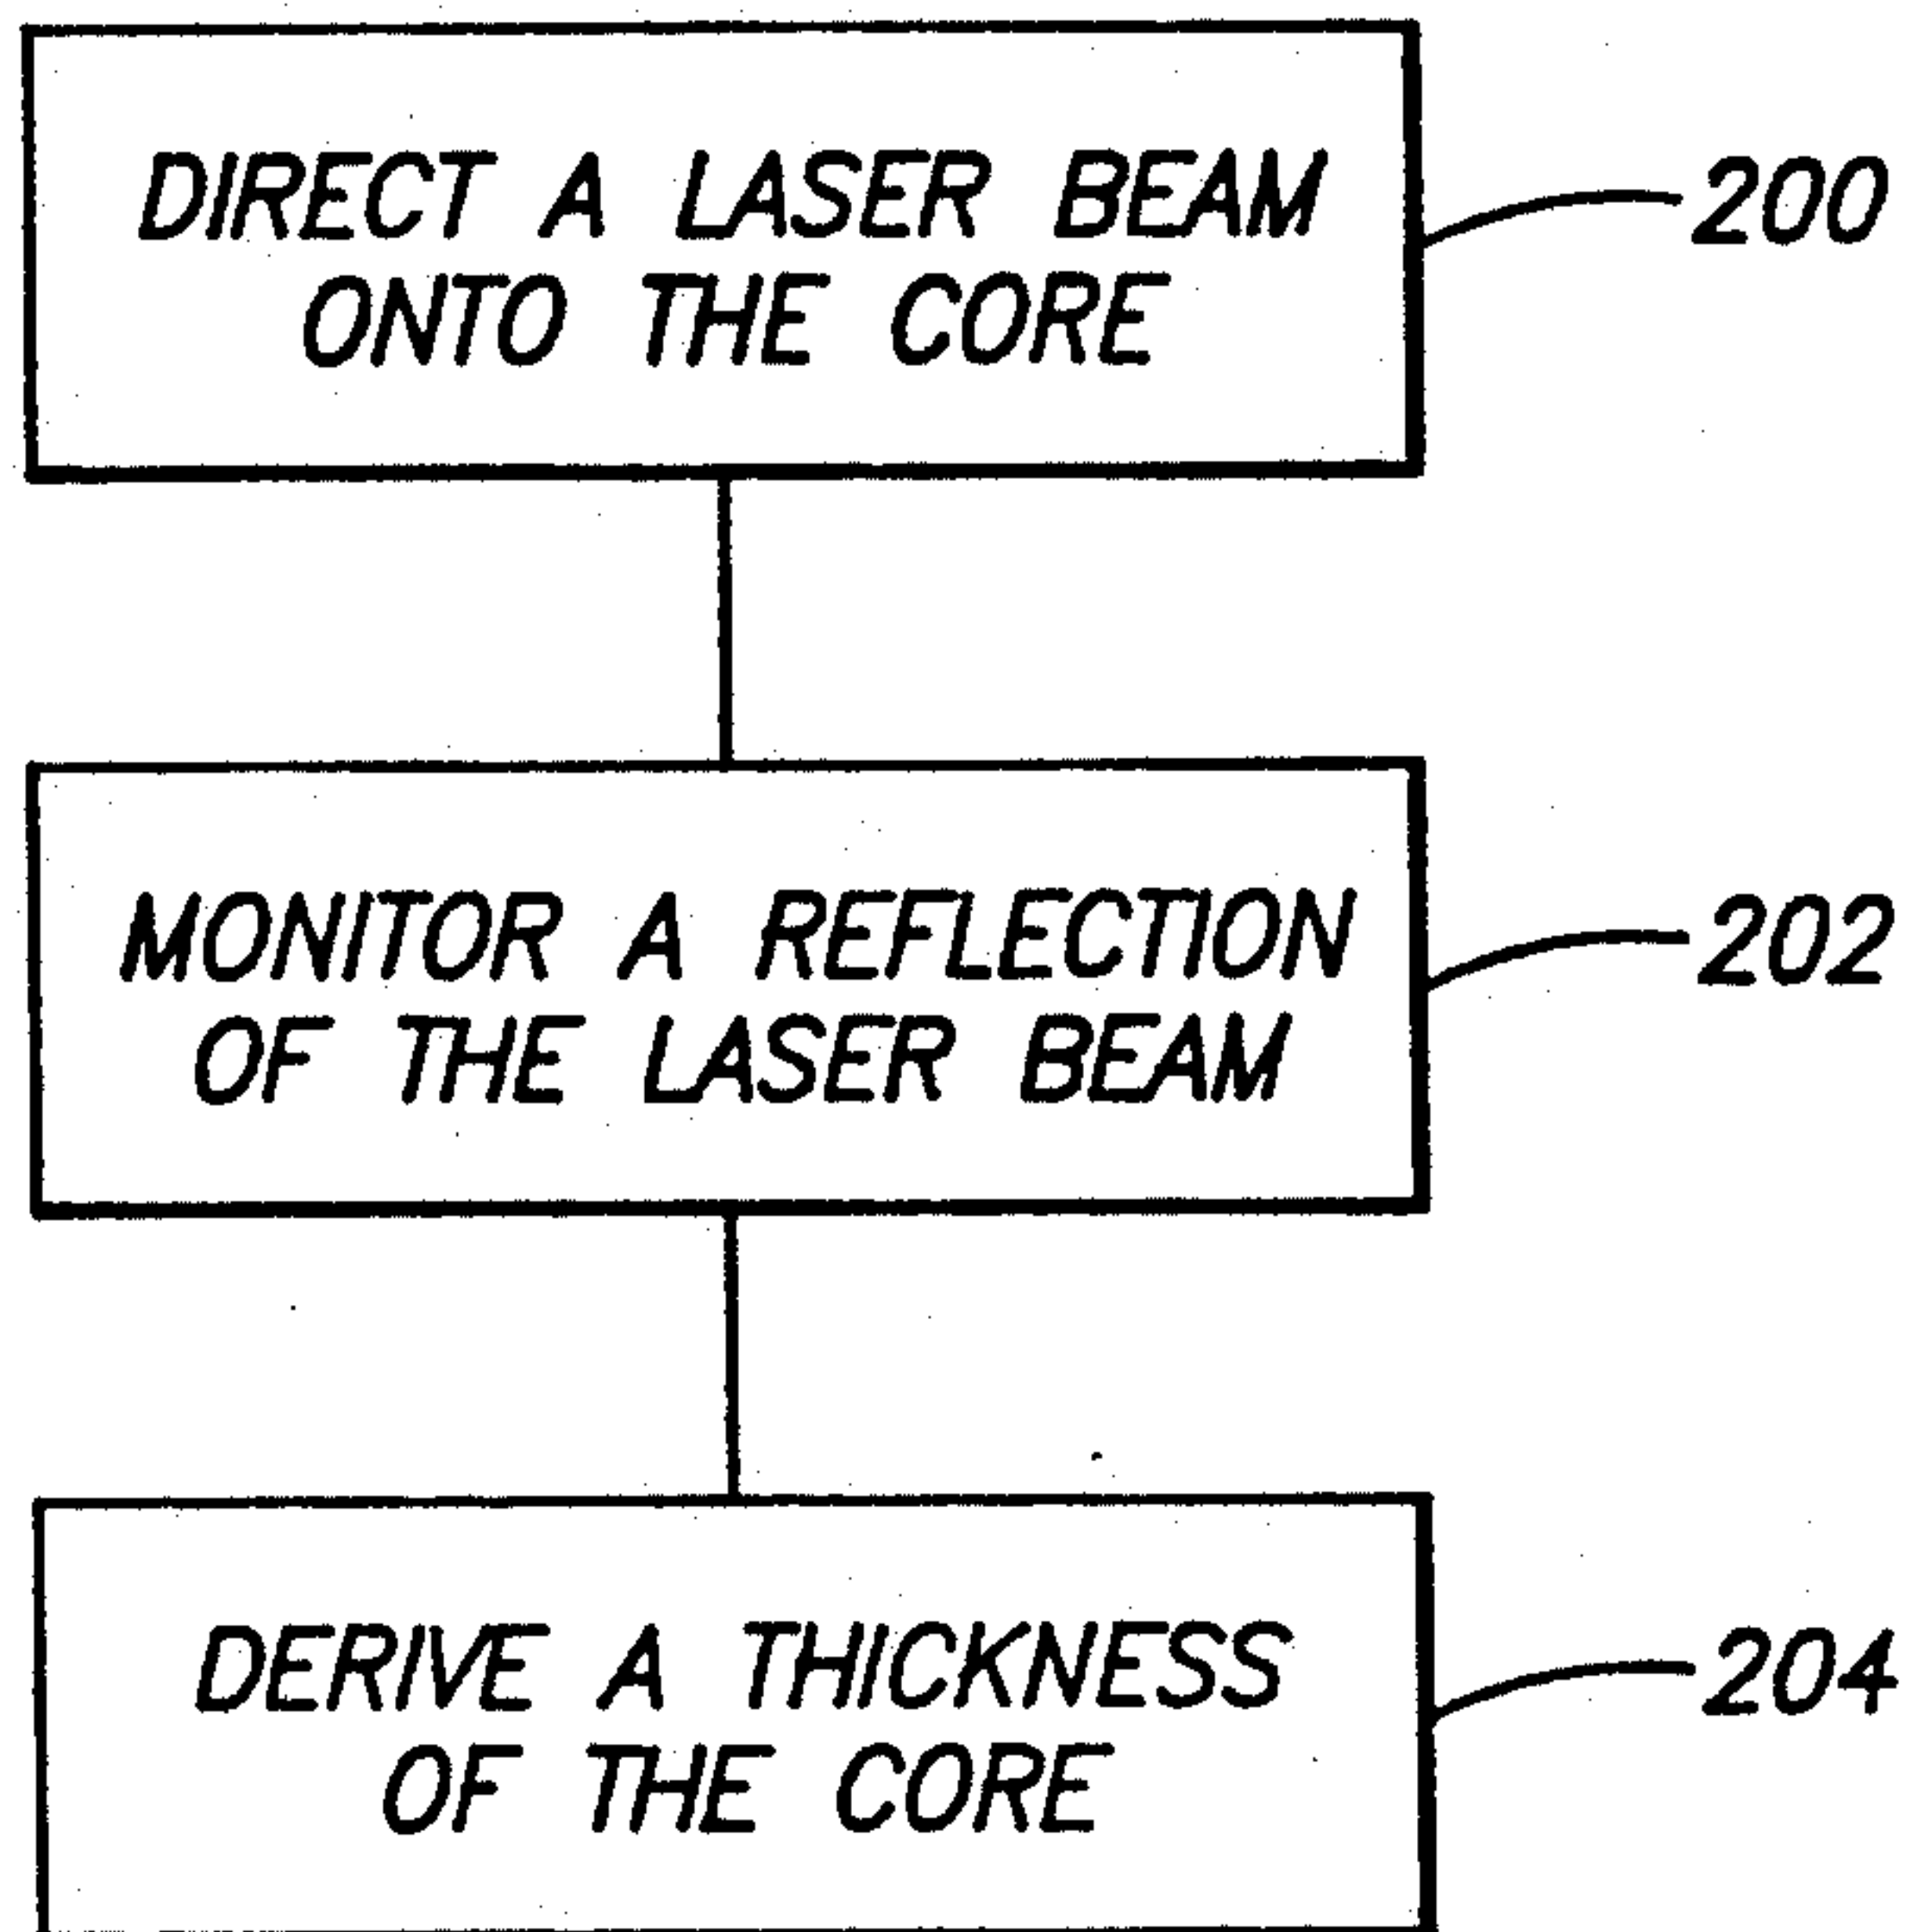 DIRECT A LASER BEAM
ONTO THE CORE
200
MONITOR A REFLECTION
OF THE LASER BEAM
202
DERIVE A THICKNESS
OF THE CORE
204